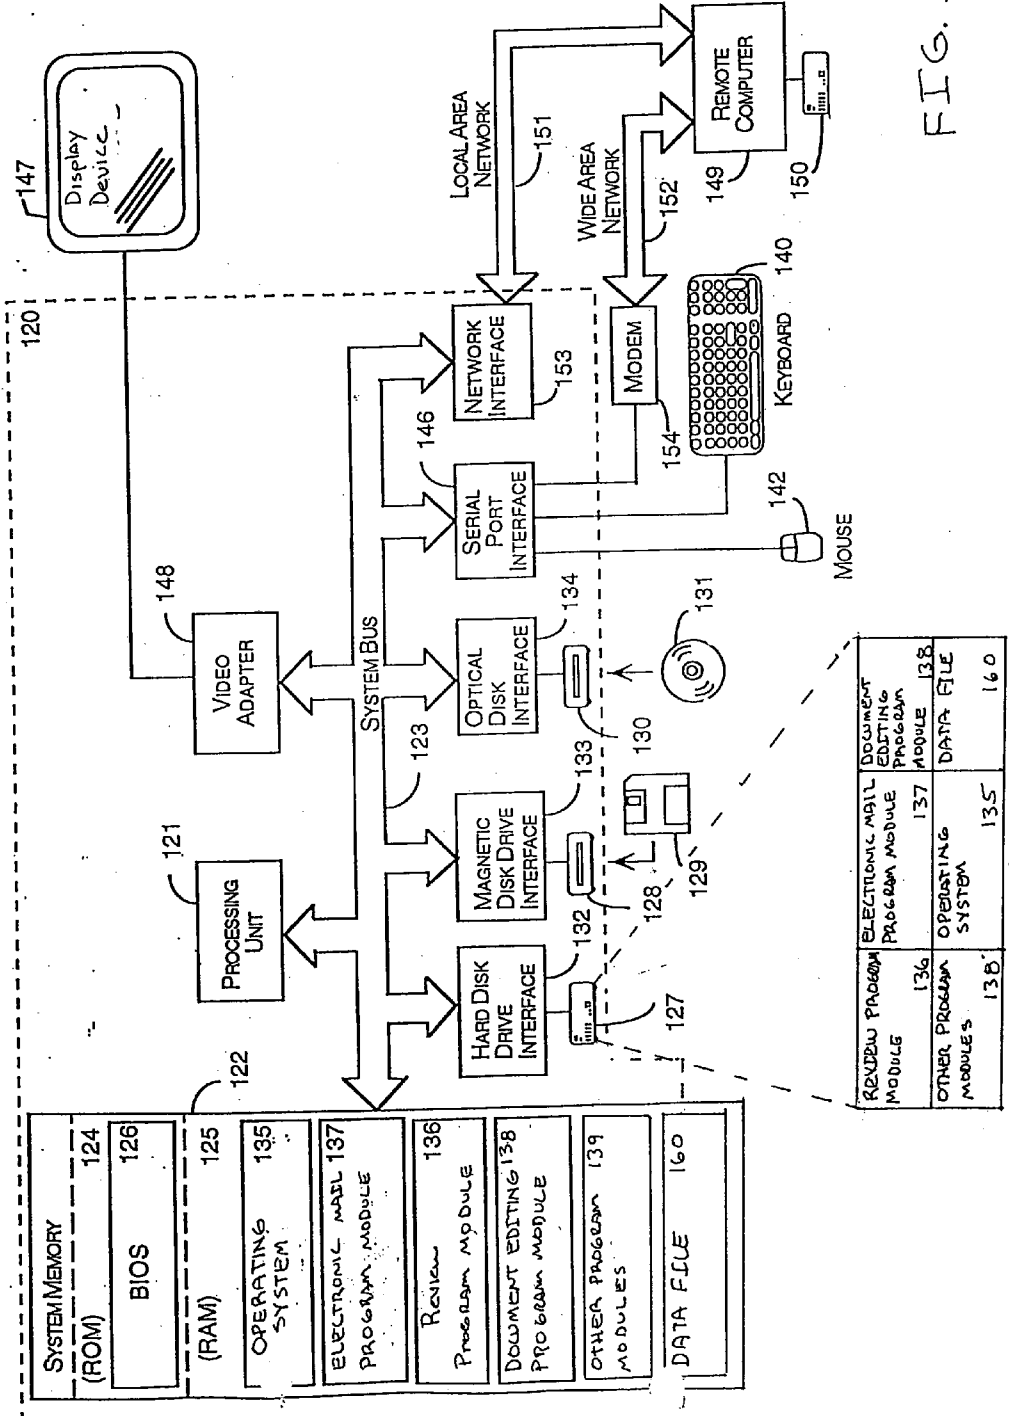 120
147
Display
Device
SYSTEM MEMORY
(ROM) 124
BIOS 126
122
(RAM) 125
OPERATING 135
SYSTEM
ELECTRONIC MAIL 137
PROGRAM MODULE
REVIEW 136
PROGRAM MODULE
DOCUMENT EDITING 138
PROGRAM MODULE
OTHER PROGRAM 139
MODULES
DATA FILE 160
121
PROCESSING
UNIT
148
VIDEO
ADAPTER
SYSTEM BUS
123
HARD DISK
DRIVE
INTERFACE
132
127
MAGNETIC
DISK DRIVE
INTERFACE
133
128
129
OPTICAL
DISK
INTERFACE
134
130
131
SERIAL
PORT
INTERFACE
146
NETWORK
INTERFACE
153
MODEM
154
LOCAL AREA
NETWORK
151
WIDE AREA
NETWORK
152
REMOTE
COMPUTER
149
150
140
KEYBOARD
142
MOUSE
REVIEW PROGRAM
MODULE
136
ELECTRONIC MAIL
PROGRAM MODULE
137
DOCUMENT
EDITING
PROGRAM
MODULE 138
OTHER PROGRAM
MODULES
138
OPERATING
SYSTEM
135
DATA FILE
160
FIG.